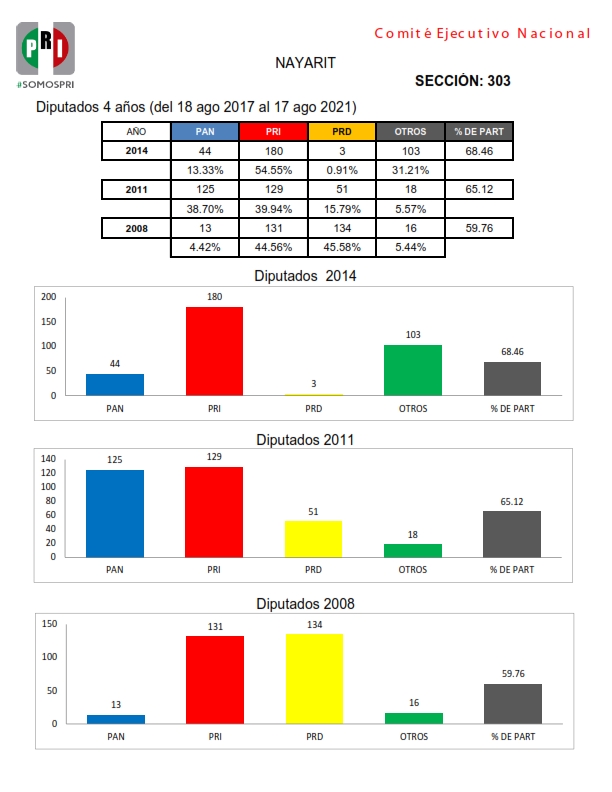 Comité Ejecutivo Nacional
PRI
#SOMOSPRI
NAYARIT
SECCIÓN: 303
Diputados 4 años (del 18 ago 2017 al 17 ago 2021)
AÑO PAN PRI PRD OTROS % DE PART
2014 44 180 3 103 68.46
13.33% 54.55% 0.91% 31.21%
2011 125 129 51 18 65.12
38.70% 39.94% 15.79% 5.57%
2008 13 131 134 16 59.76
4.42% 44.56% 45.58% 5.44%
Diputados 2014
200
150
100
50
0
44
180
3
103
68.46
PAN PRI PRD OTROS % DE PART
Diputados 2011
140
120
100
80
60
40
20
0
125
129
51
18
65.12
PAN PRI PRD OTROS % DE PART
Diputados 2008
150
100
50
0
13
131
134
16
59.76
PAN PRI PRD OTROS % DE PART